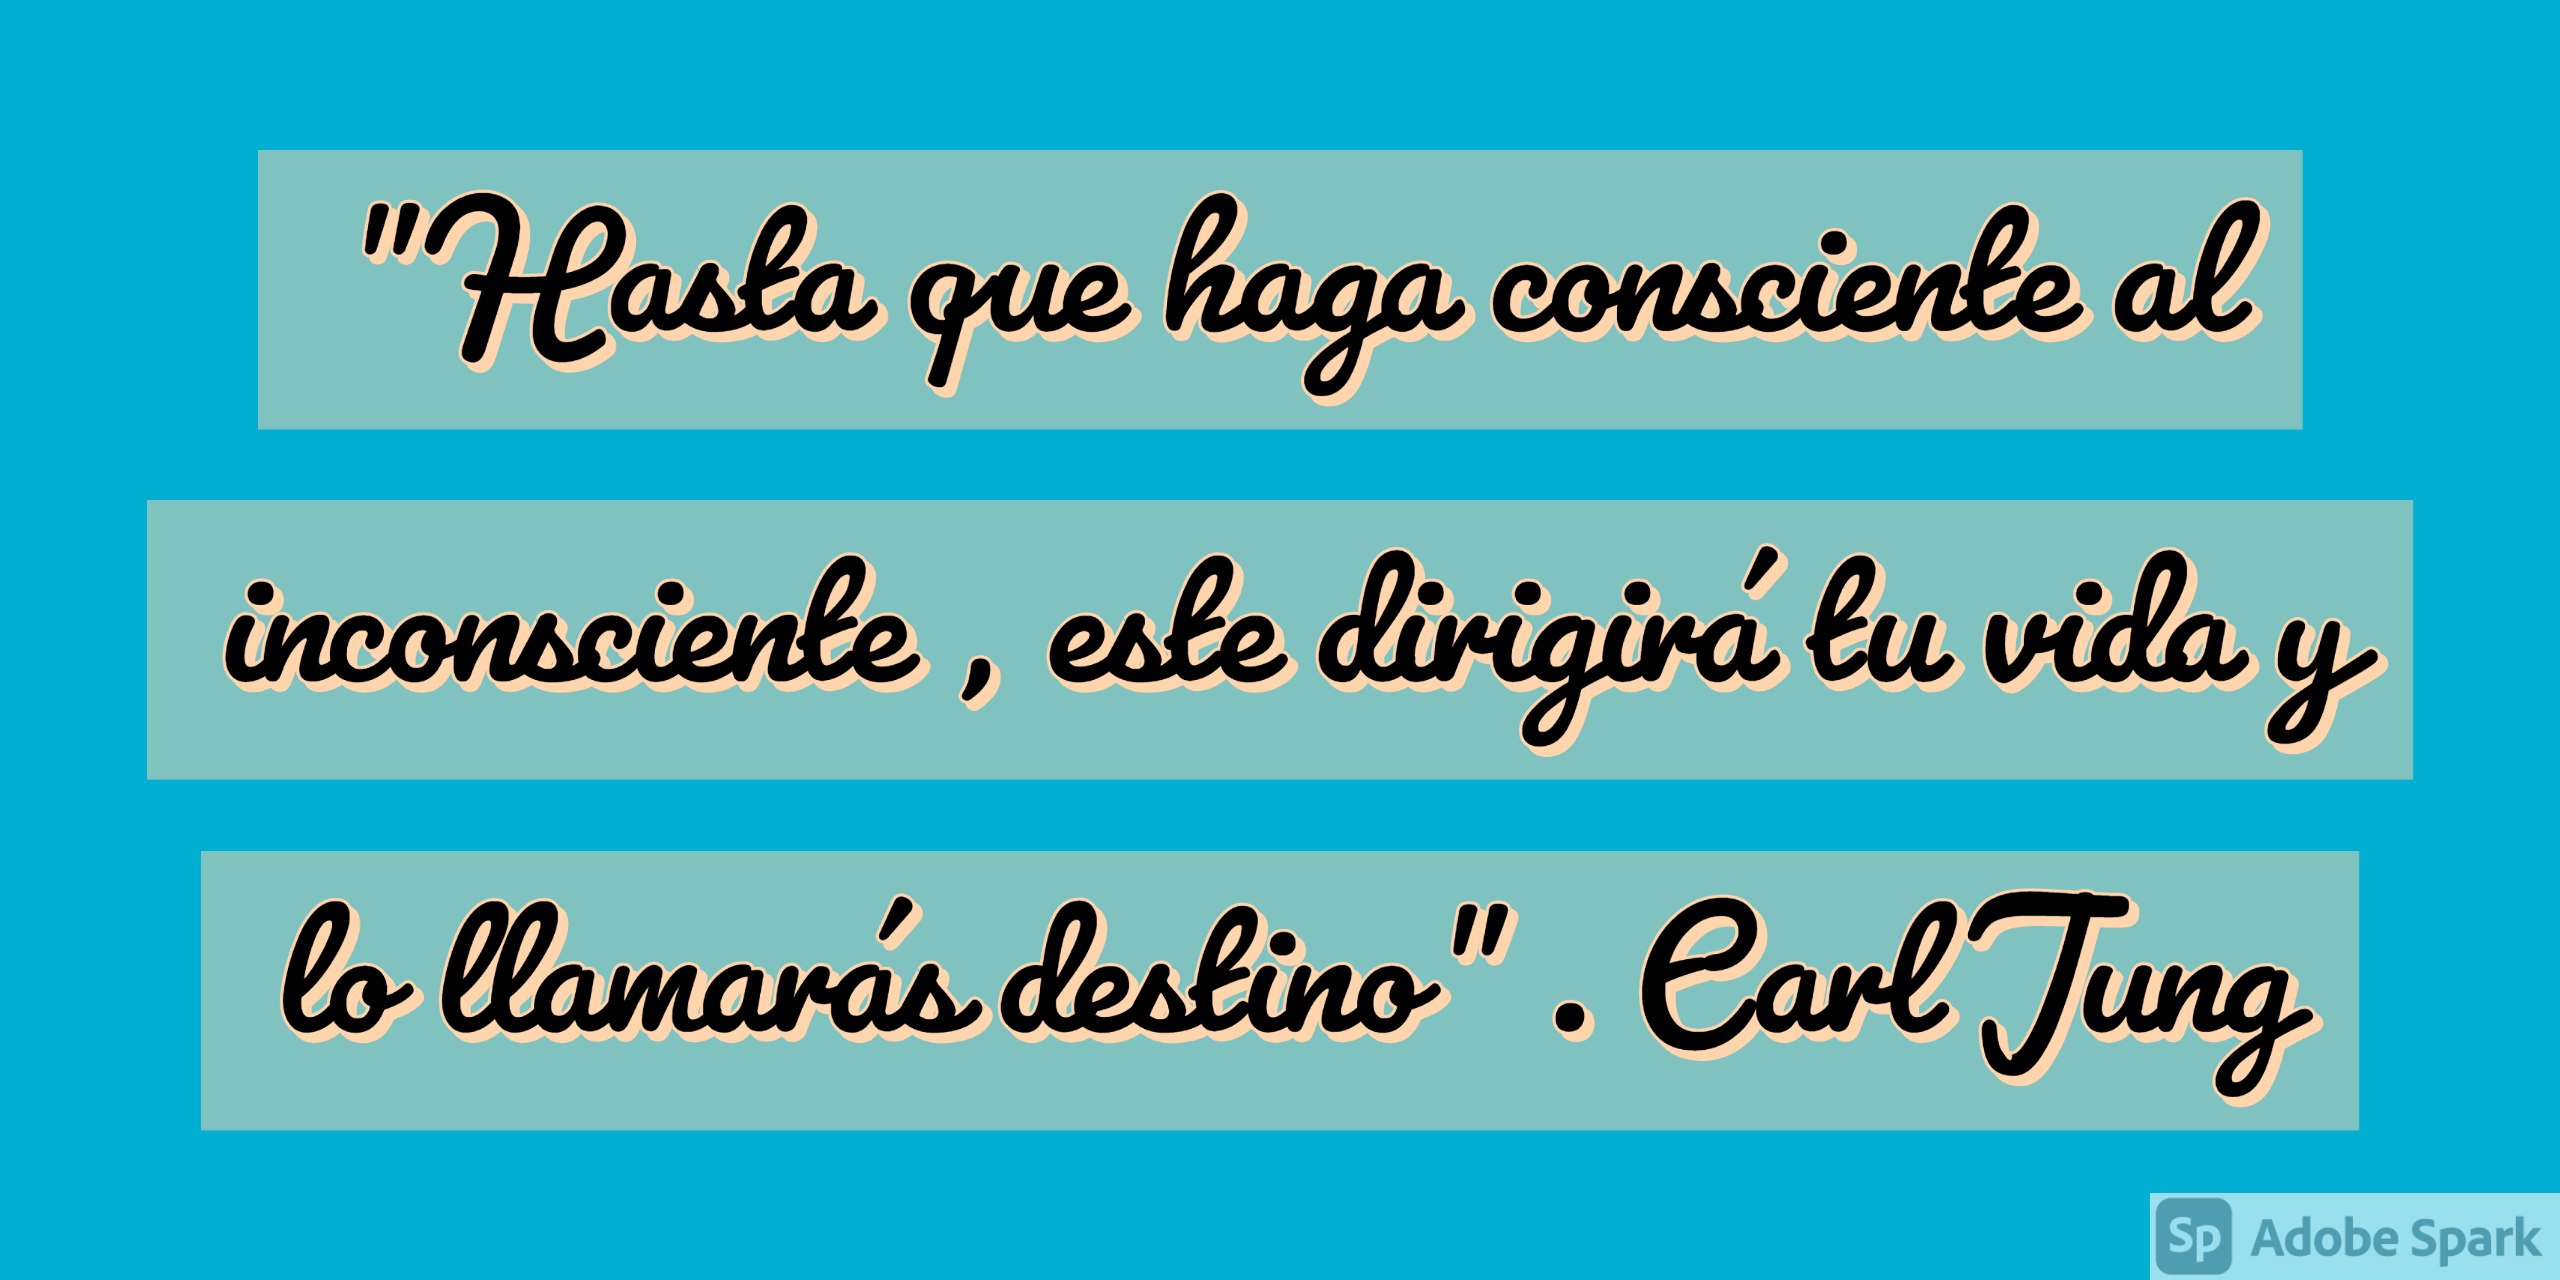 "Hasta que haga consciente al
inconsciente , este dirigirá tu vida y
lo llamarás destino" . Carl Jung
Sp Adobe Spark